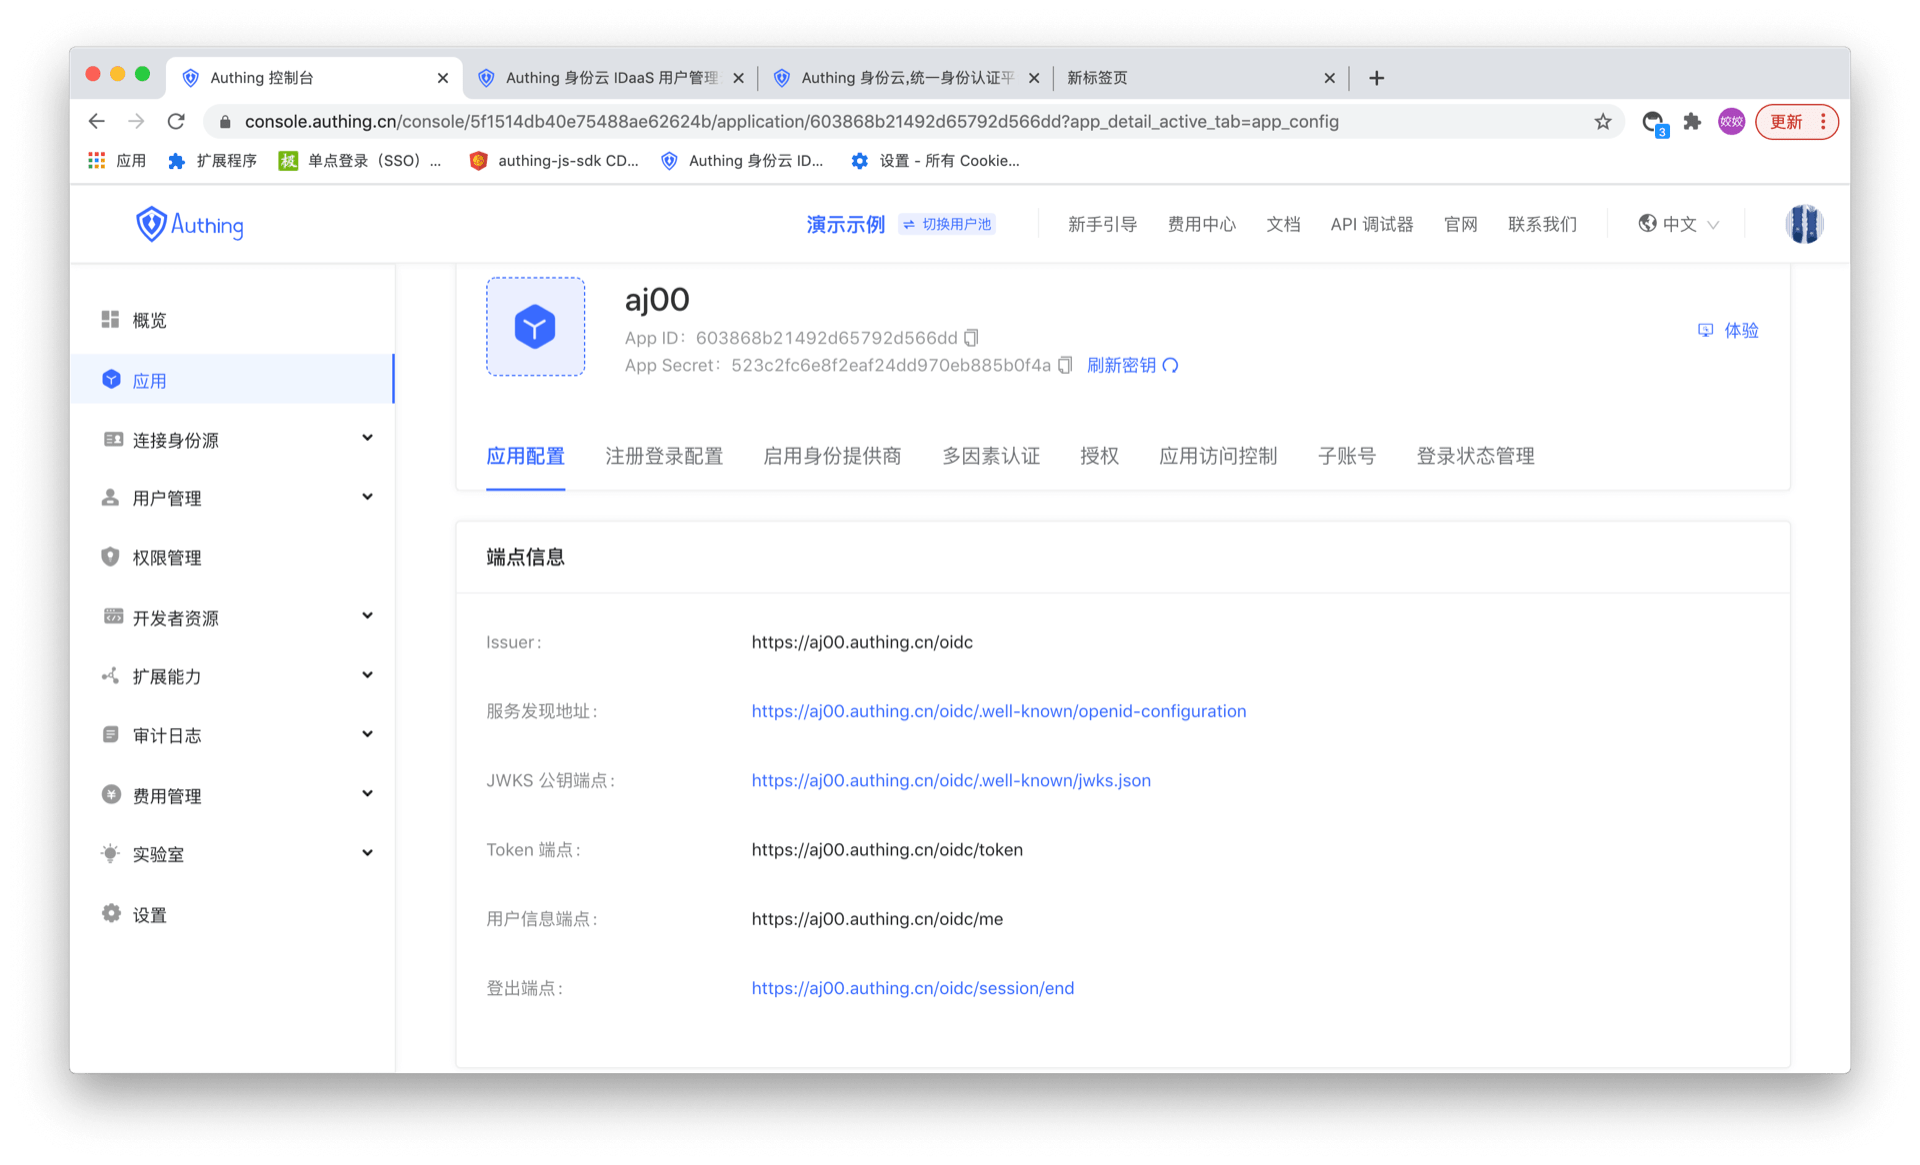 Authing 控制台
Authing 身份云 IDaaS 用户管理
Authing 身份云,统一身份认证平
新标签页
console.authing.cn/console/5f1514db40e75488ae62624b/application/603868b21492d65792d566dd?app_detail_active_tab=app_config
3
姣姣
更新
应用
扩展程序
极
单点登录（SSO）...
authing-js-sdk CD...
Authing 身份云 ID...
设置 - 所有 Cookie...
Authing
演示示例
切换用户池
新手引导
费用中心
文档
API 调试器
官网
联系我们
中文
概览
应用
连接身份源
用户管理
权限管理
开发者资源
扩展能力
审计日志
费用管理
实验室
设置
aj00
App ID：603868b21492d65792d566dd
App Secret：523c2fc6e8f2eaf24dd970eb885b0f4a 刷新密钥
体验
应用配置
注册登录配置
启用身份提供商
多因素认证
授权
应用访问控制
子账号
登录状态管理
端点信息
Issuer： https://aj00.authing.cn/oidc
服务发现地址： https://aj00.authing.cn/oidc/.well-known/openid-configuration
JWKS 公钥端点： https://aj00.authing.cn/oidc/.well-known/jwks.json
Token 端点： https://aj00.authing.cn/oidc/token
用户信息端点： https://aj00.authing.cn/oidc/me
登出端点： https://aj00.authing.cn/oidc/session/end